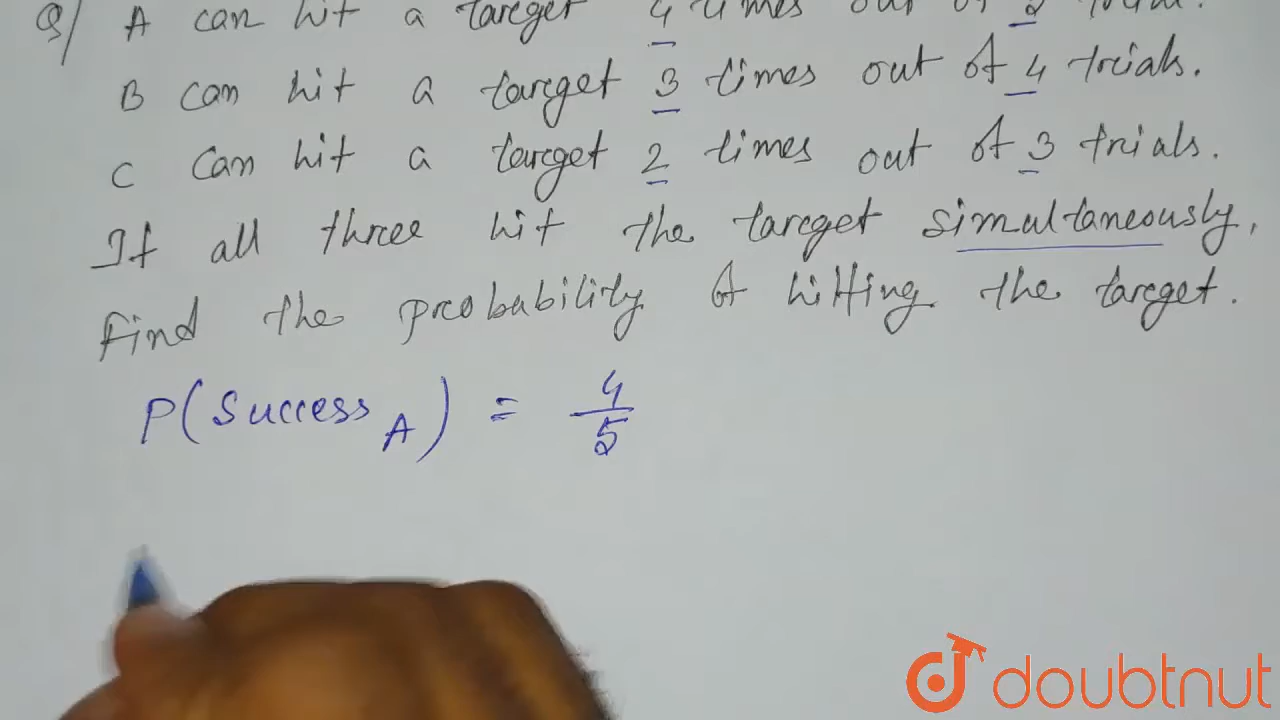 Q/ A can hit a target 4 times out of 5
B can hit a target 3 times out of 4 trials.
C can hit a target 2 times out of 3 trials.
If all three hit the target simultaneously,
Find the probability of hitting the target.
P(Success A) = 4/5
doubtnut